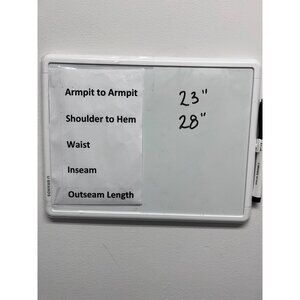 Armpit to Armpit 23"
Shoulder to Hem 28"
Waist
Inseam
Outseam Length